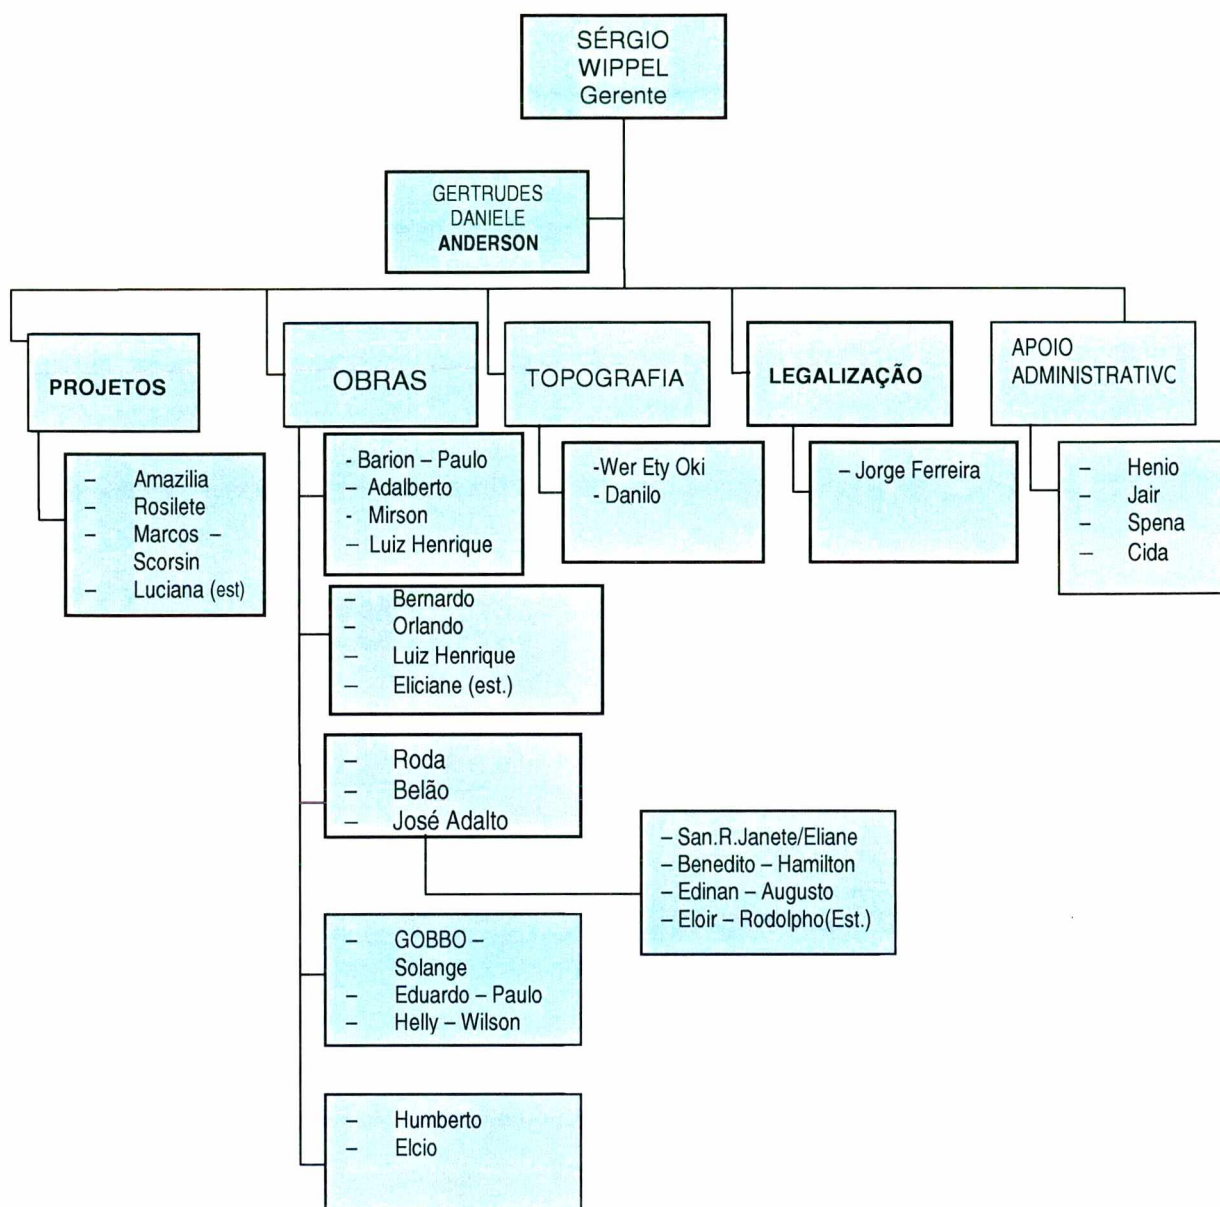 SÉRGIO
WIPPEL
Gerente
GERTRUDES
DANIELE
ANDERSON
PROJETOS
OBRAS
TOPOGRAFIA
LEGALIZAÇÃO
APOIO
ADMINISTRATIVC
– Amazilia
– Rosilete
– Marcos –
Scorsin
– Luciana (est)
- Barion – Paulo
- Adalberto
- Mirson
– Luiz Henrique
-Wer Ety Oki
- Danilo
– Jorge Ferreira
– Henio
– Jair
– Spena
– Cida
– Bernardo
– Orlando
– Luiz Henrique
– Eliciane (est.)
– Roda
– Belão
– José Adalto
– San.R.Janete/Eliane
– Benedito – Hamilton
– Edinan – Augusto
– Eloir – Rodolpho(Est.)
– GOBBO –
Solange
– Eduardo – Paulo
– Helly – Wilson
– Humberto
– Elcio